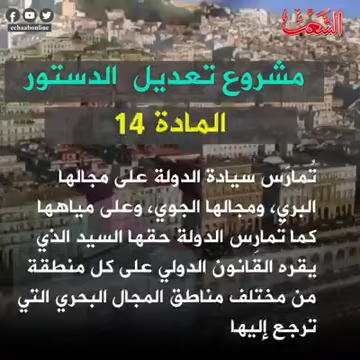 echaabonline
الشعب
مشروع تعديل الدستور
المادة 14
تُمارَس سيادة الدولة على مجالها
البري، ومجالها الجوي، وعلى مياهها
كما تُمارس الدولة حقها السيد الذي
يقره القانون الدولي على كل منطقة
من مختلف مناطق المجال البحري التي
ترجع إليها